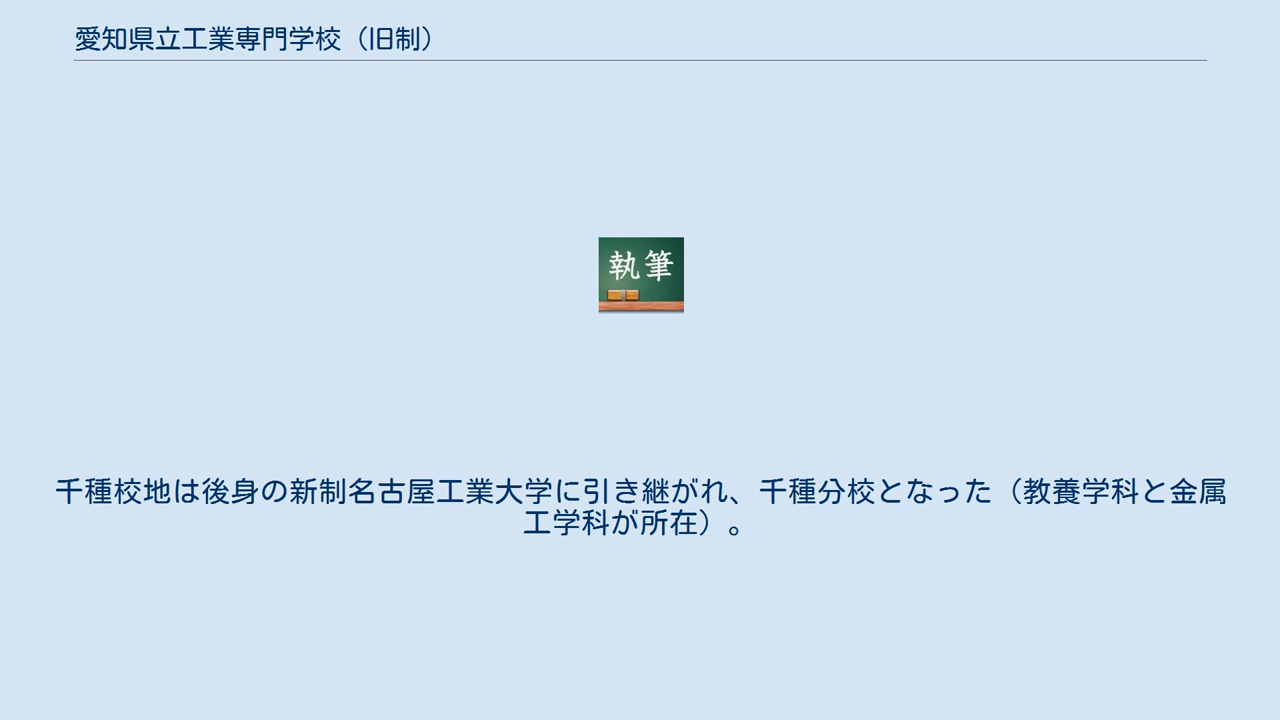 愛知県立工業専門学校（旧制）
執筆
千種校地は後身の新制名古屋工業大学に引き継がれ、千種分校となった（教養学科と金属
工学科が所在）。